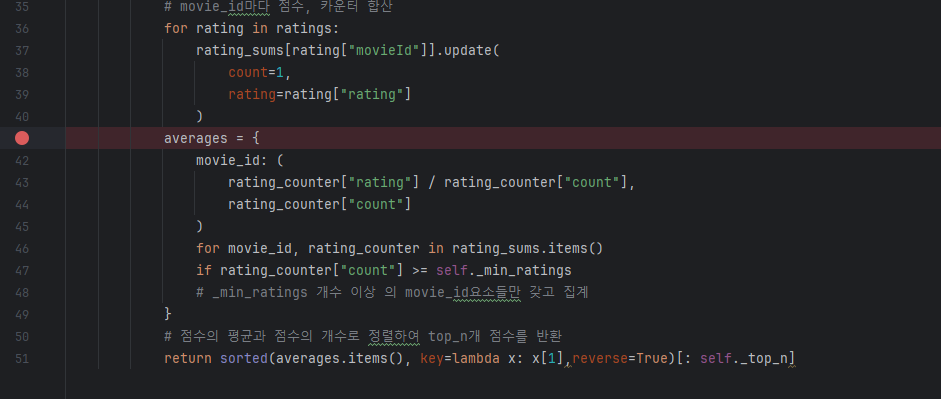 35 # movie_id마다 점수, 카운터 합산
36 for rating in ratings:
37 rating_sums[rating["movieId"]].update(
38 count=1,
39 rating=rating["rating"]
40 )
averages = {
42 movie_id: (
43 rating_counter["rating"] / rating_counter["count"],
44 rating_counter["count"]
45 )
46 for movie_id, rating_counter in rating_sums.items()
47 if rating_counter["count"] >= self._min_ratings
48 # _min_ratings 개수 이상 의 movie_id요소들만 갖고 집계
49 }
50 # 점수의 평균과 점수의 개수로 정렬하여 top_n개 점수를 반환
51 return sorted(averages.items(), key=lambda x: x[1],reverse=True)[: self._top_n]